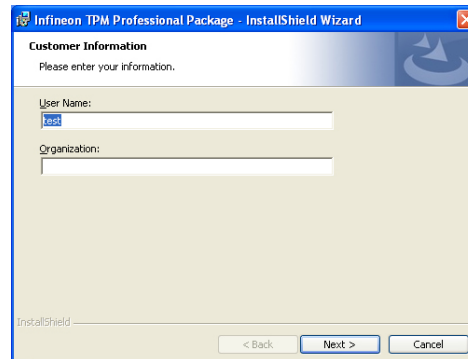 Infineon TPM Professional Package - InstallShield Wizard
Customer Information
Please enter your information.
User Name:
test
Organization:
InstallShield
< Back
Next >
Cancel